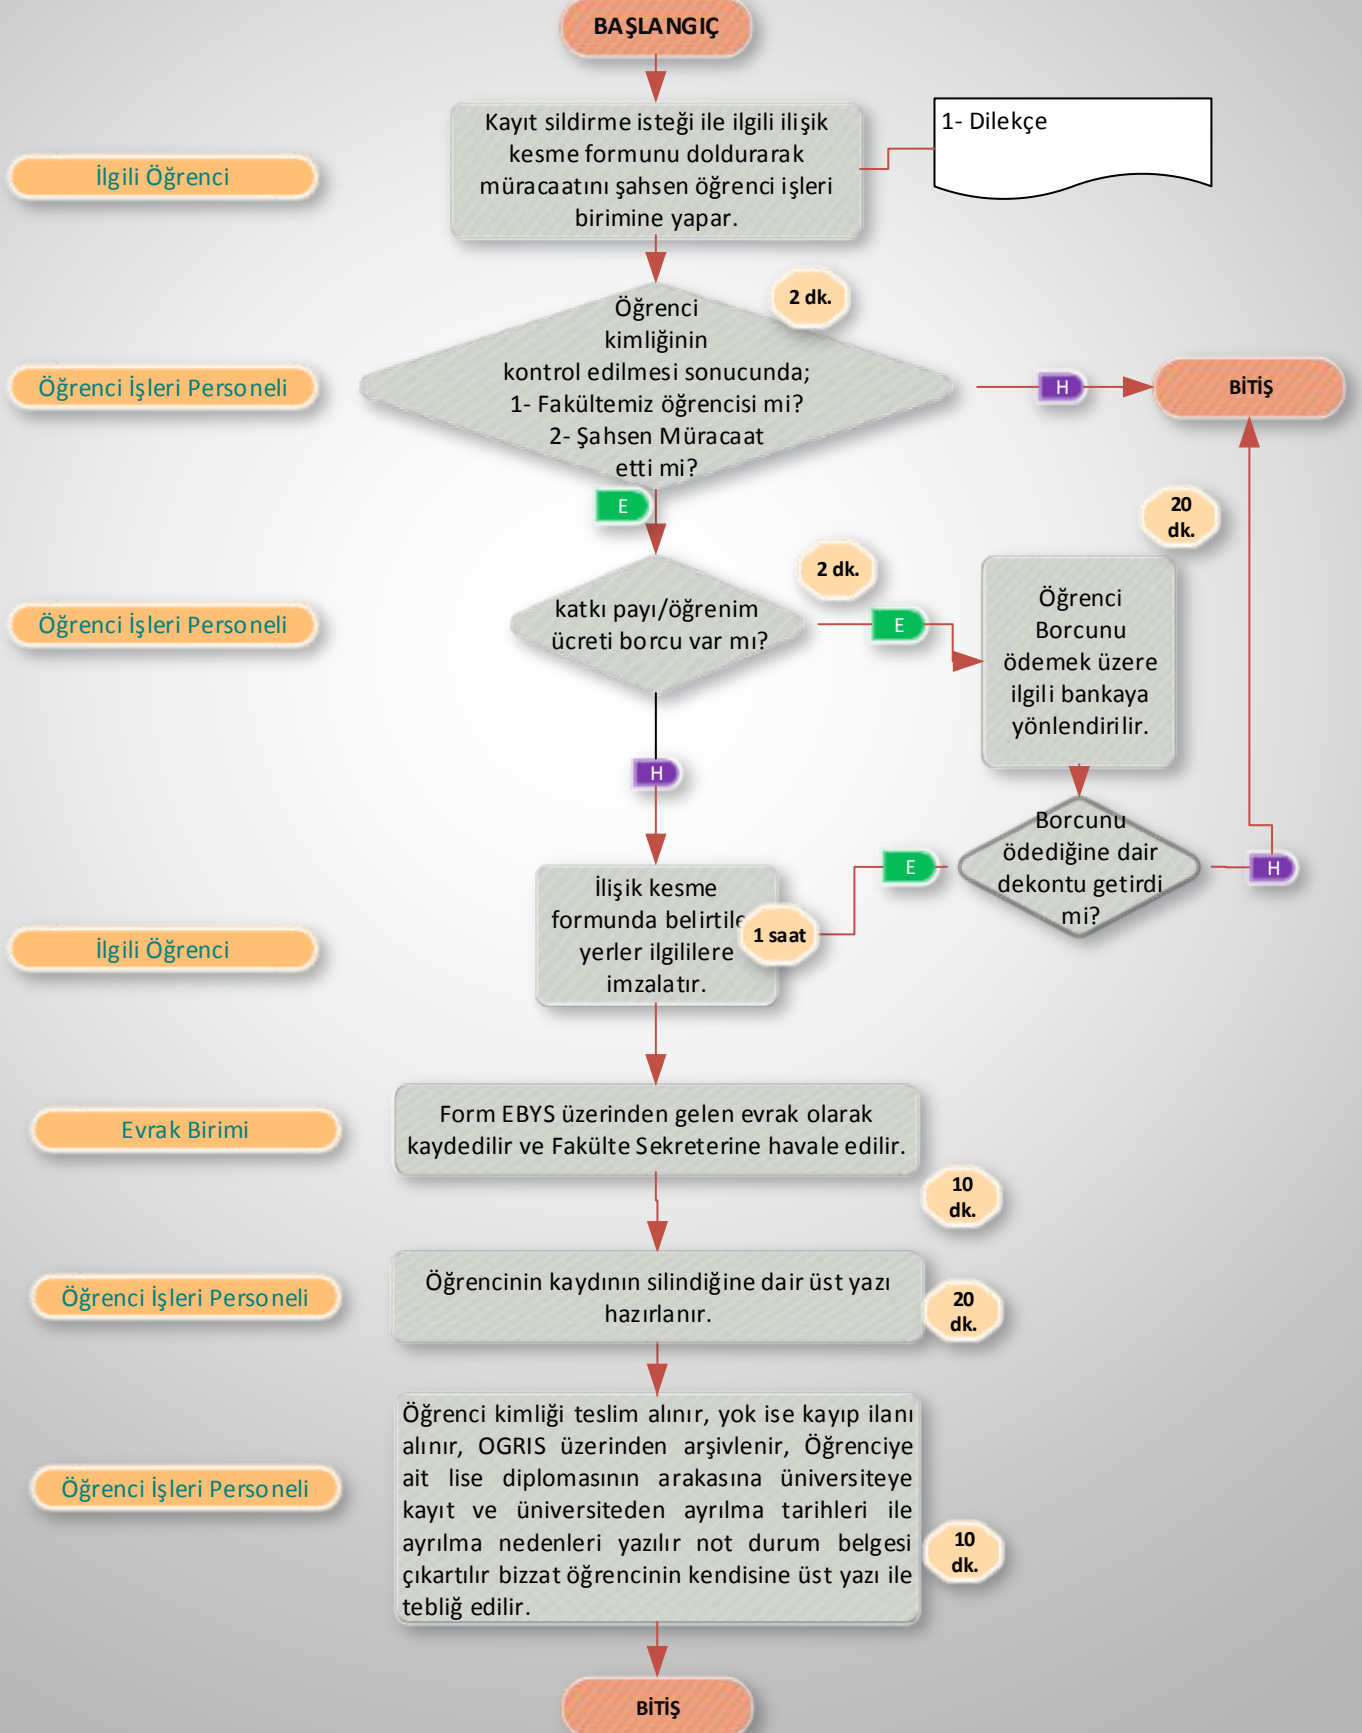 BAŞLANGIÇ
Kayıt sildirme isteği ile ilgili ilişik
kesme formunu doldurarak
müracaatını şahsen öğrenci işleri
birimine yapar.
1- Dilekçe
İlgili Öğrenci
2 dk.
Öğrenci
kimliğinin
kontrol edilmesi sonucunda;
1- Fakültemiz öğrencisi mi?
2- Şahsen Müracaat
etti mi?
Öğrenci İşleri Personeli
H
BİTİŞ
E
20
dk.
2 dk.
katkı payı/öğrenim
ücreti borcu var mı?
Öğrenci İşleri Personeli
E
Öğrenci
Borcunu
ödemek üzere
ilgili bankaya
yönlendirilir.
H
Borcunu
ödediğine dair
dekontu getirdi
mi?
E
H
İlişik kesme
formunda belirtile
yerler ilgililere
imzalatır.
1 saat
İlgili Öğrenci
Evrak Birimi
Form EBYS üzerinden gelen evrak olarak
kaydedilir ve Fakülte Sekreterine havale edilir.
10
dk.
Öğrenci İşleri Personeli
Öğrencinin kaydının silindiğine dair üst yazı
hazırlanır.
20
dk.
Öğrenci İşleri Personeli
Öğrenci kimliği teslim alınır, yok ise kayıp ilanı
alınır, OGRIS üzerinden arşivlenir, Öğrenciye
ait lise diplomasının arakasına üniversiteye
kayıt ve üniversiteden ayrılma tarihleri ile
ayrılma nedenleri yazılır not durum belgesi
çıkartılır bizzat öğrencinin kendisine üst yazı ile
tebliğ edilir.
10
dk.
BİTİŞ